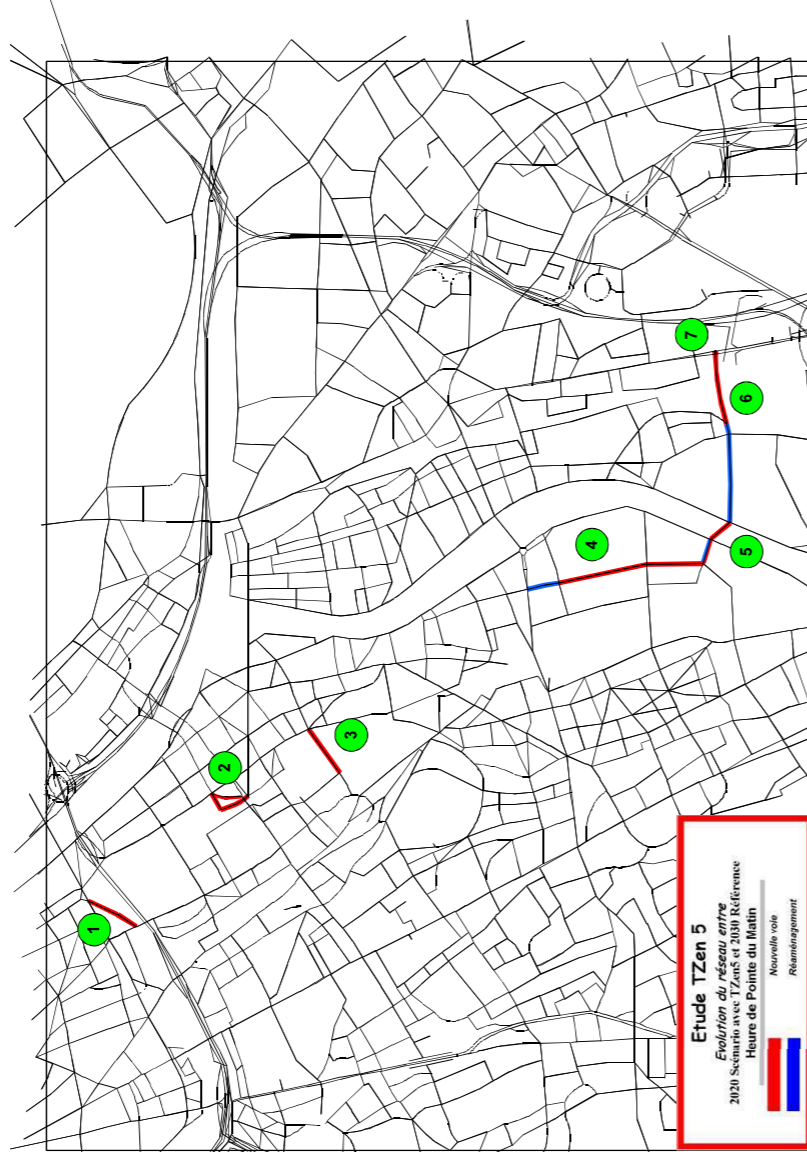 1
2
3
4
5
6
7
Etude TZen 5
Evolution du réseau entre
2020 Scénario avec TZen5 et 2030 Référence
Heure de Pointe du Matin
Nouvelle voie
Réaménagement